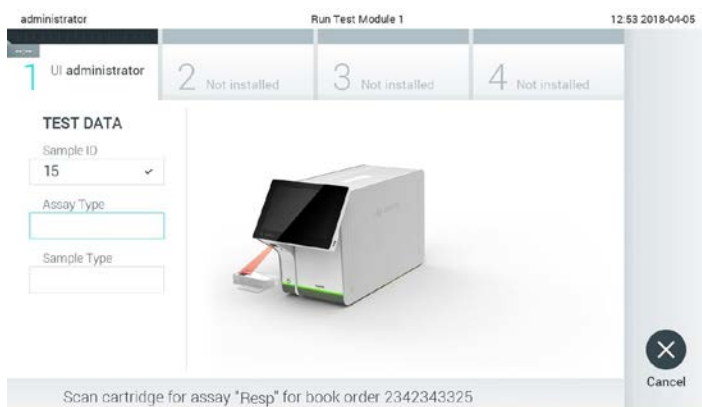 administrator
Run Test Module 1
12:53 2018-04-05
--:--
1 UI administrator
2 Not installed
3 Not installed
4 Not installed
TEST DATA
Sample ID
15
Assay Type
Sample Type
Cancel
Scan cartridge for assay "Resp" for book order 2342343325